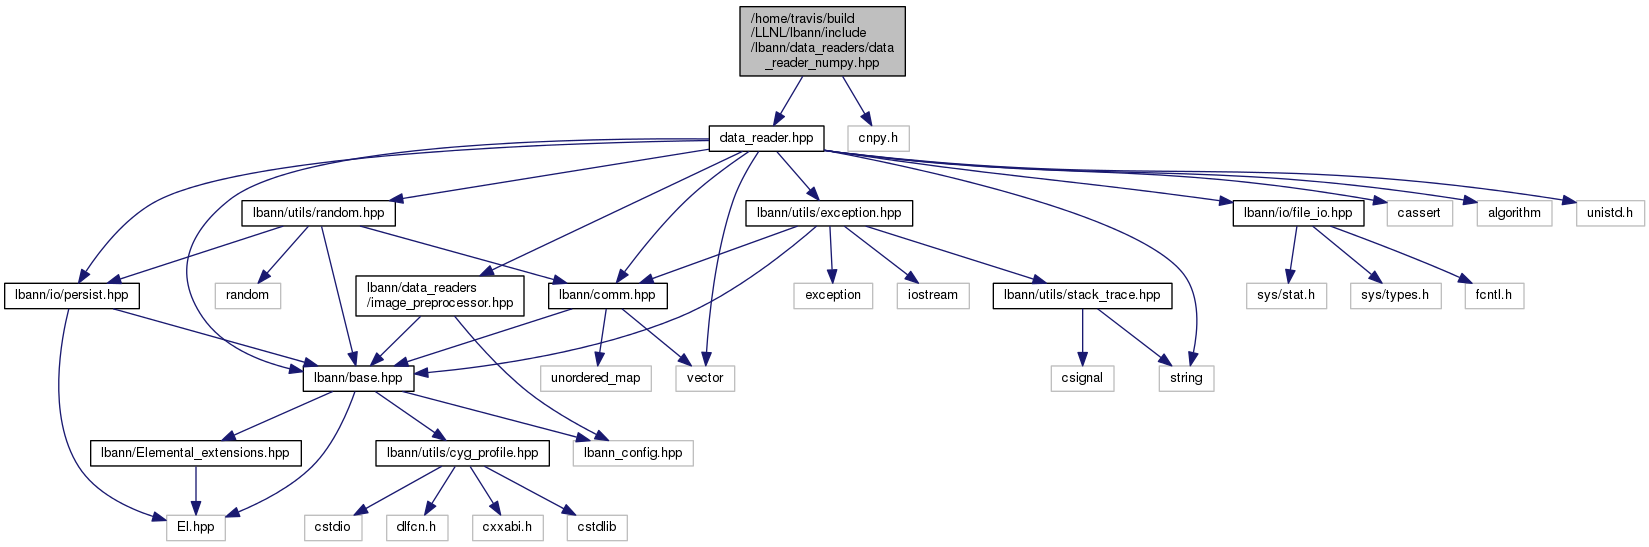 /home/travis/build
/LLNL/lbann/include
/lbann/data_readers/data
_reader_numpy.hpp
data_reader.hpp
cnpy.h
lbann/utils/random.hpp
lbann/utils/exception.hpp
lbann/io/file_io.hpp
cassert
algorithm
unistd.h
lbann/io/persist.hpp
random
lbann/data_readers
/image_preprocessor.hpp
lbann/comm.hpp
exception
iostream
lbann/utils/stack_trace.hpp
sys/stat.h
sys/types.h
fcntl.h
lbann/base.hpp
unordered_map
vector
csignal
string
lbann/Elemental_extensions.hpp
lbann/utils/cyg_profile.hpp
lbann_config.hpp
El.hpp
cstdio
dlfcn.h
cxxabi.h
cstdlib